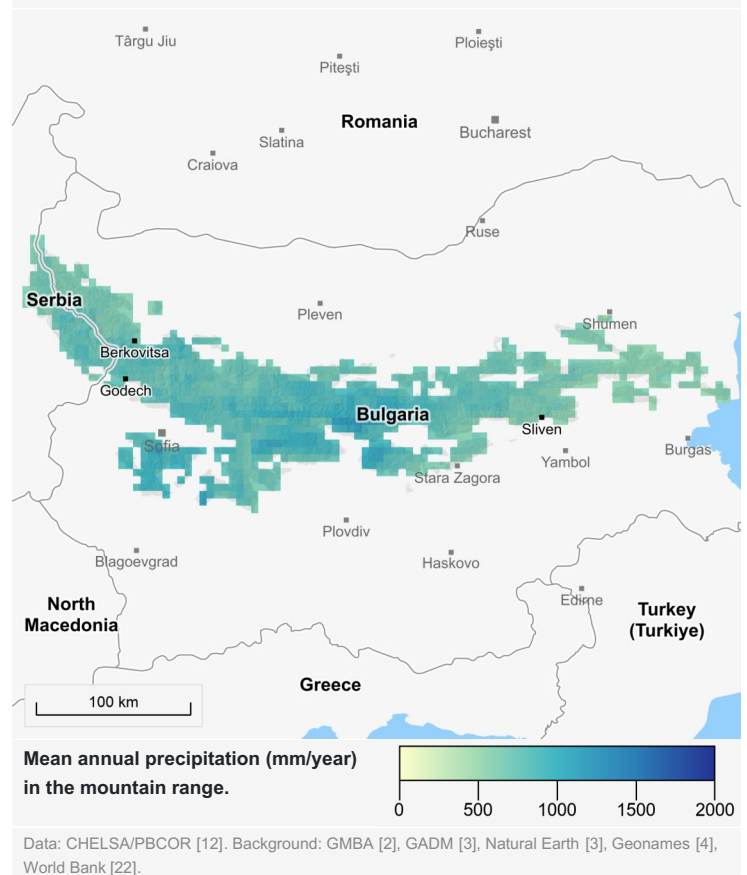 Târgu Jiu
Ploieşti
Piteşti
Romania
Bucharest
Slatina
Craiova
Ruse
Serbia
Pleven
Shumen
Berkovitsa
Godech
Bulgaria
Sliven
Sofia
Burgas
Yambol
Stara Zagora
Plovdiv
Blagoevgrad
Haskovo
Edirne
North
Macedonia
Turkey
(Turkiye)
Greece
100 km
Mean annual precipitation (mm/year)
in the mountain range.
0 500 1000 1500 2000
Data: CHELSA/PBCOR [12]. Background: GMBA [2], GADM [3], Natural Earth [3], Geonames [4],
World Bank [22].